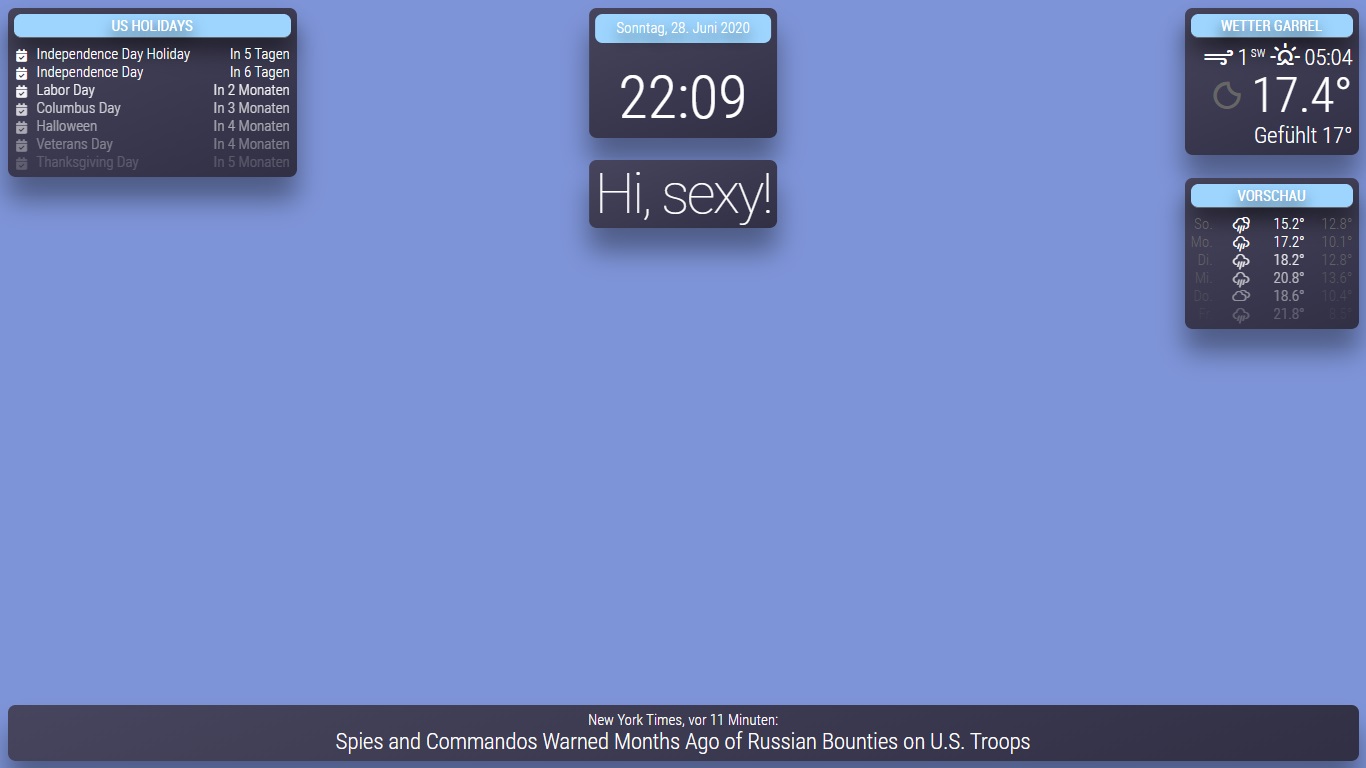 US HOLIDAYS
Independence Day Holiday In 5 Tagen
Independence Day In 6 Tagen
Labor Day In 2 Monaten
Columbus Day In 3 Monaten
Halloween In 4 Monaten
Veterans Day In 4 Monaten
Thanksgiving Day In 5 Monaten
Sonntag, 28. Juni 2020
22:09
Hi, sexy!
WETTER GARREL
1 SW 05:04
17.4°
Gefühlt 17°
VORSCHAU
So. 15.2° 12.8°
Mo. 17.2° 10.1°
Di. 18.2° 12.8°
Mi. 20.8° 13.6°
Do. 18.6° 10.4°
Fr. 21.8°
New York Times, vor 11 Minuten:
Spies and Commandos Warned Months Ago of Russian Bounties on U.S. Troops